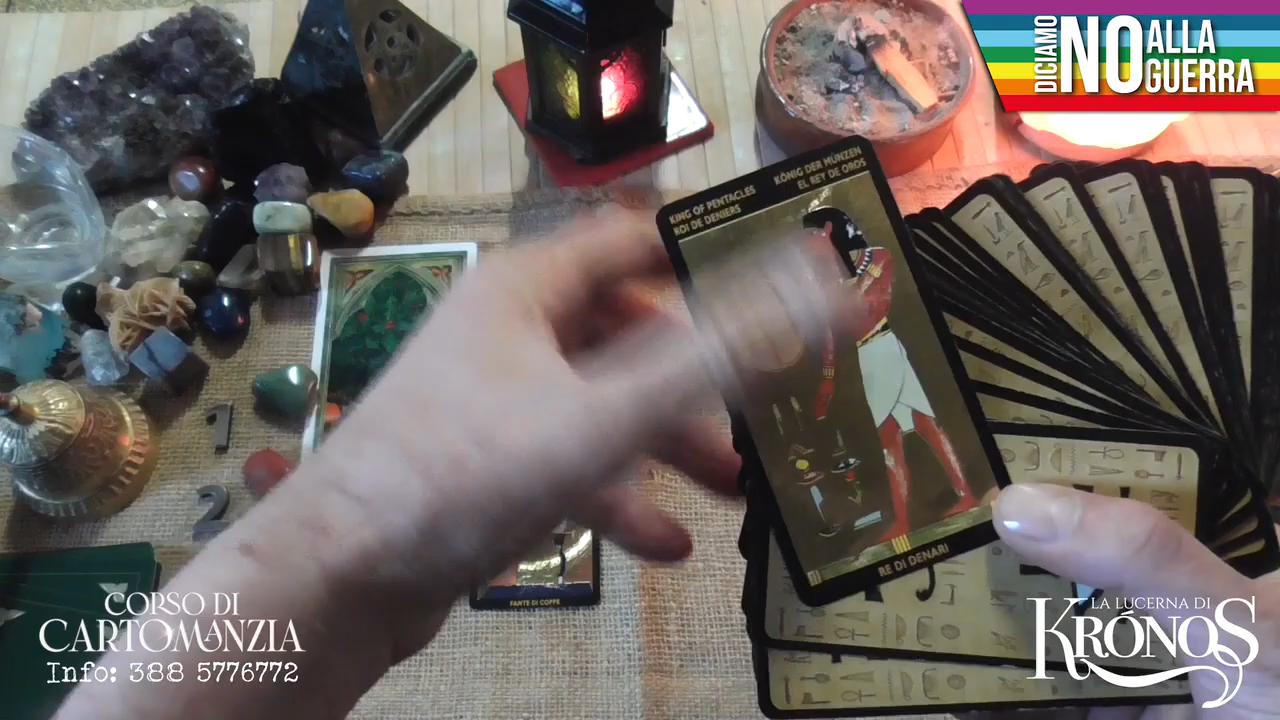 DICIAMO
NO
ALLA
GUERRA
KING OF PENTACLES
ROI DE DENIERS
KÖNIG DER MÜNZEN
EL REY DE OROS
RE DI DENARI
FANTE DI COPPE
1
2
CORSO DI
CARTOMANZIA
Info: 388 5776772
LA LUCERNA DI
KRÓNOS